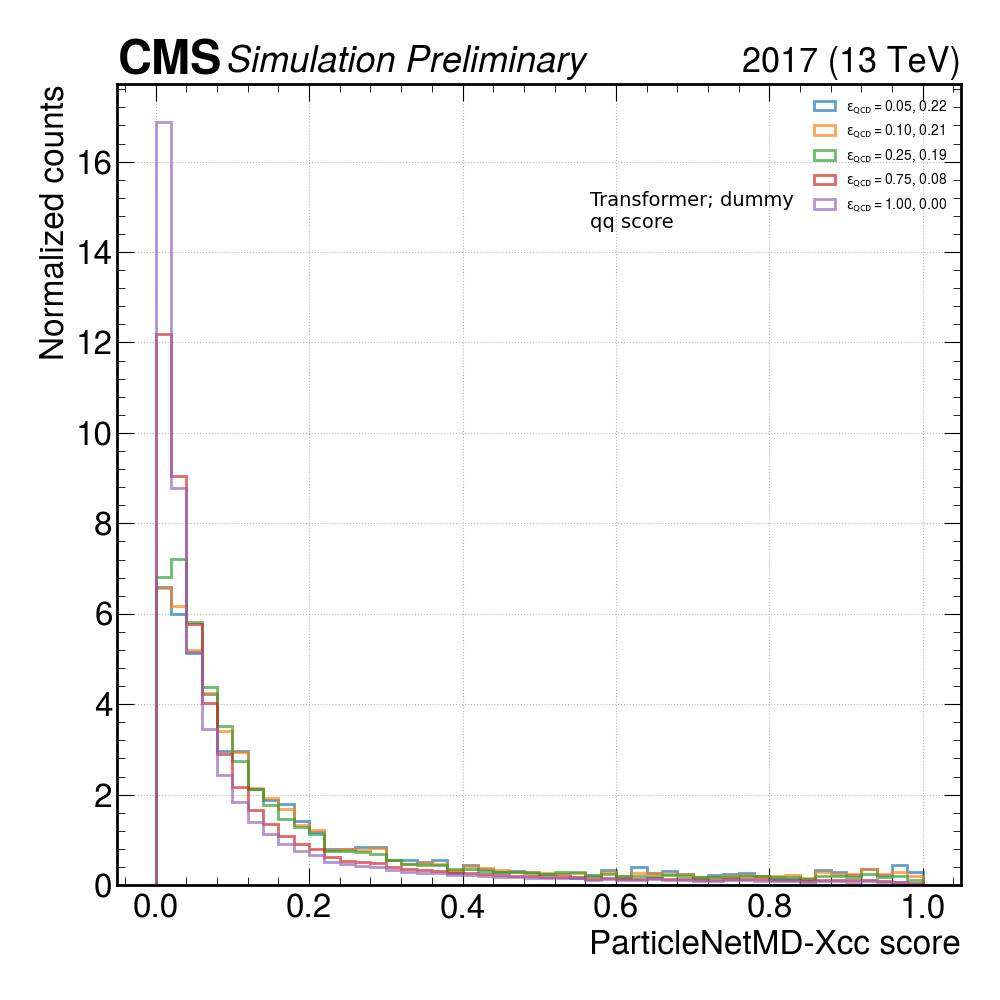 CMS Simulation Preliminary 2017 (13 TeV)
Normalized counts
ε_QCD = 0.05, 0.22
ε_QCD = 0.10, 0.21
ε_QCD = 0.25, 0.19
ε_QCD = 0.75, 0.08
ε_QCD = 1.00, 0.00
Transformer; dummy
qq score
16
14
12
10
8
6
4
2
0
0.0 0.2 0.4 0.6 0.8 1.0
ParticleNetMD-Xcc score